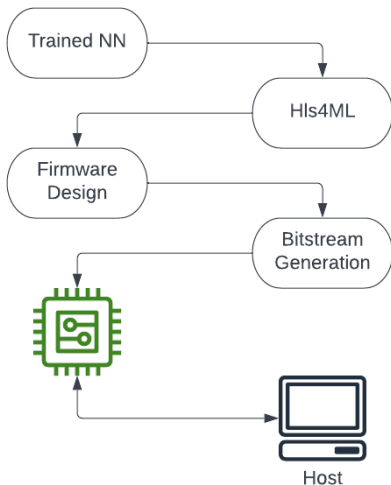 Trained NN
Hls4ML
Firmware
Design
Bitstream
Generation
Host